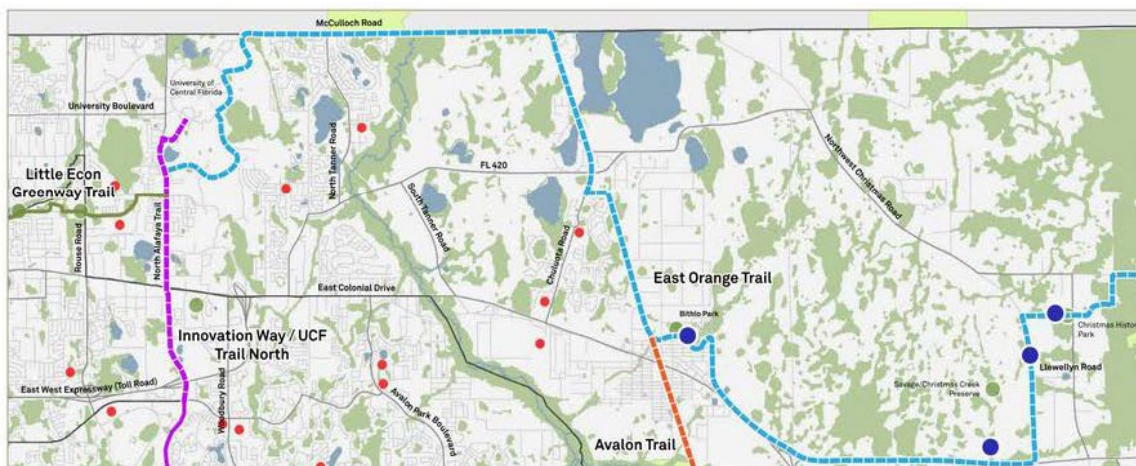 McCulloch Road
University of
Central Florida
University Boulevard
North Tanner Road
FL 420
Northwest Christmas Road
Little Econ
Greenway Trail
Rouse Road
North Alafaya Trail
South Tanner Road
Chuluota Road
East Colonial Drive
East Orange Trail
Bithlo Park
Christmas Histor
Park
Innovation Way / UCF
Trail North
Llewellyn Road
East West Expressway (Toll Road)
Woodbury Road
Avalon Park Boulevard
Savage/Christmas Creek
Preserve
Avalon Trail